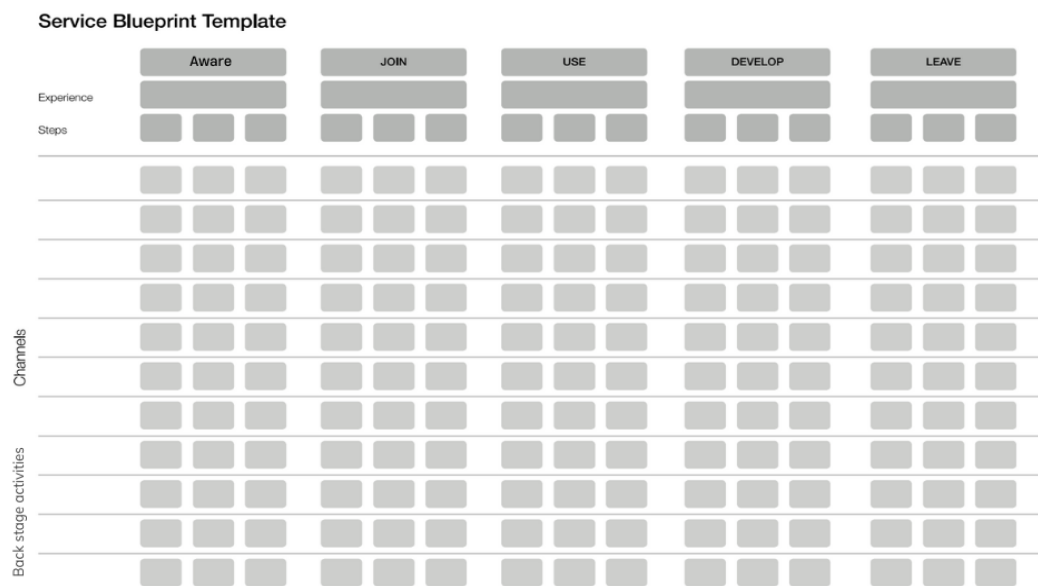 Service Blueprint Template
Aware JOIN USE DEVELOP LEAVE
Experience
Steps
Channels
Back stage activities